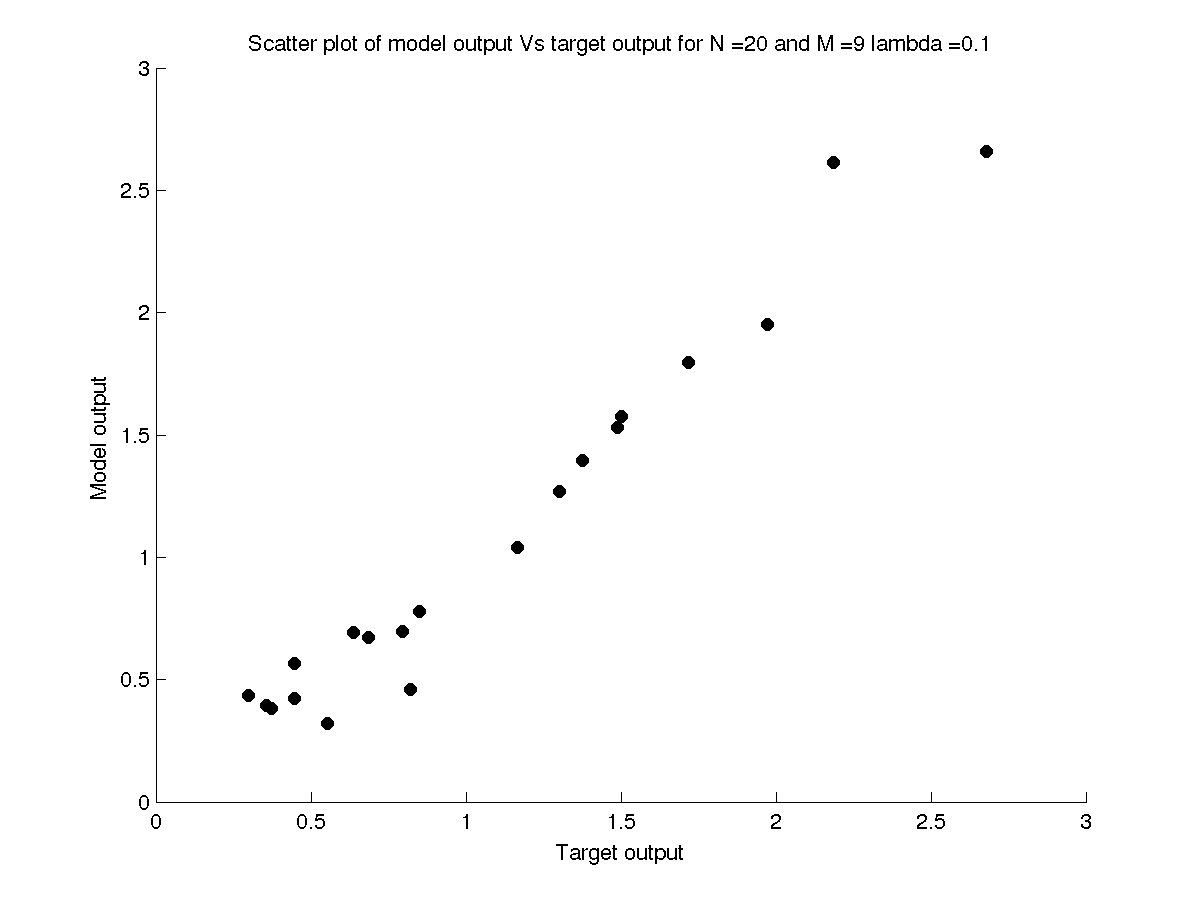 Scatter plot of model output Vs target output for N =20 and M =9 lambda =0.1
3
2.5
2
1.5
1
0.5
0
Model output
0 0.5 1 1.5 2 2.5 3
Target output